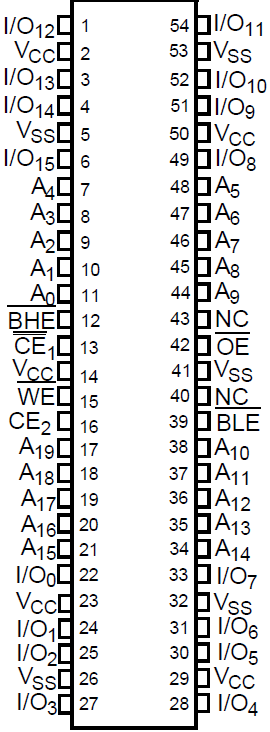 I/O12 1 54 I/O11
VCC 2 53 VSS
I/O13 3 52 I/O10
I/O14 4 51 I/O9
VSS 5 50 VCC
I/O15 6 49 I/O8
A4 7 48 A5
A3 8 47 A6
A2 9 46 A7
A1 10 45 A8
A0 11 44 A9
BHE 12 43 NC
CE1 13 42 OE
VCC 14 41 VSS
WE 15 40 NC
CE2 16 39 BLE
A19 17 38 A10
A18 18 37 A11
A17 19 36 A12
A16 20 35 A13
A15 21 34 A14
I/O0 22 33 I/O7
VCC 23 32 VSS
I/O1 24 31 I/O6
I/O2 25 30 I/O5
VSS 26 29 VCC
I/O3 27 28 I/O4